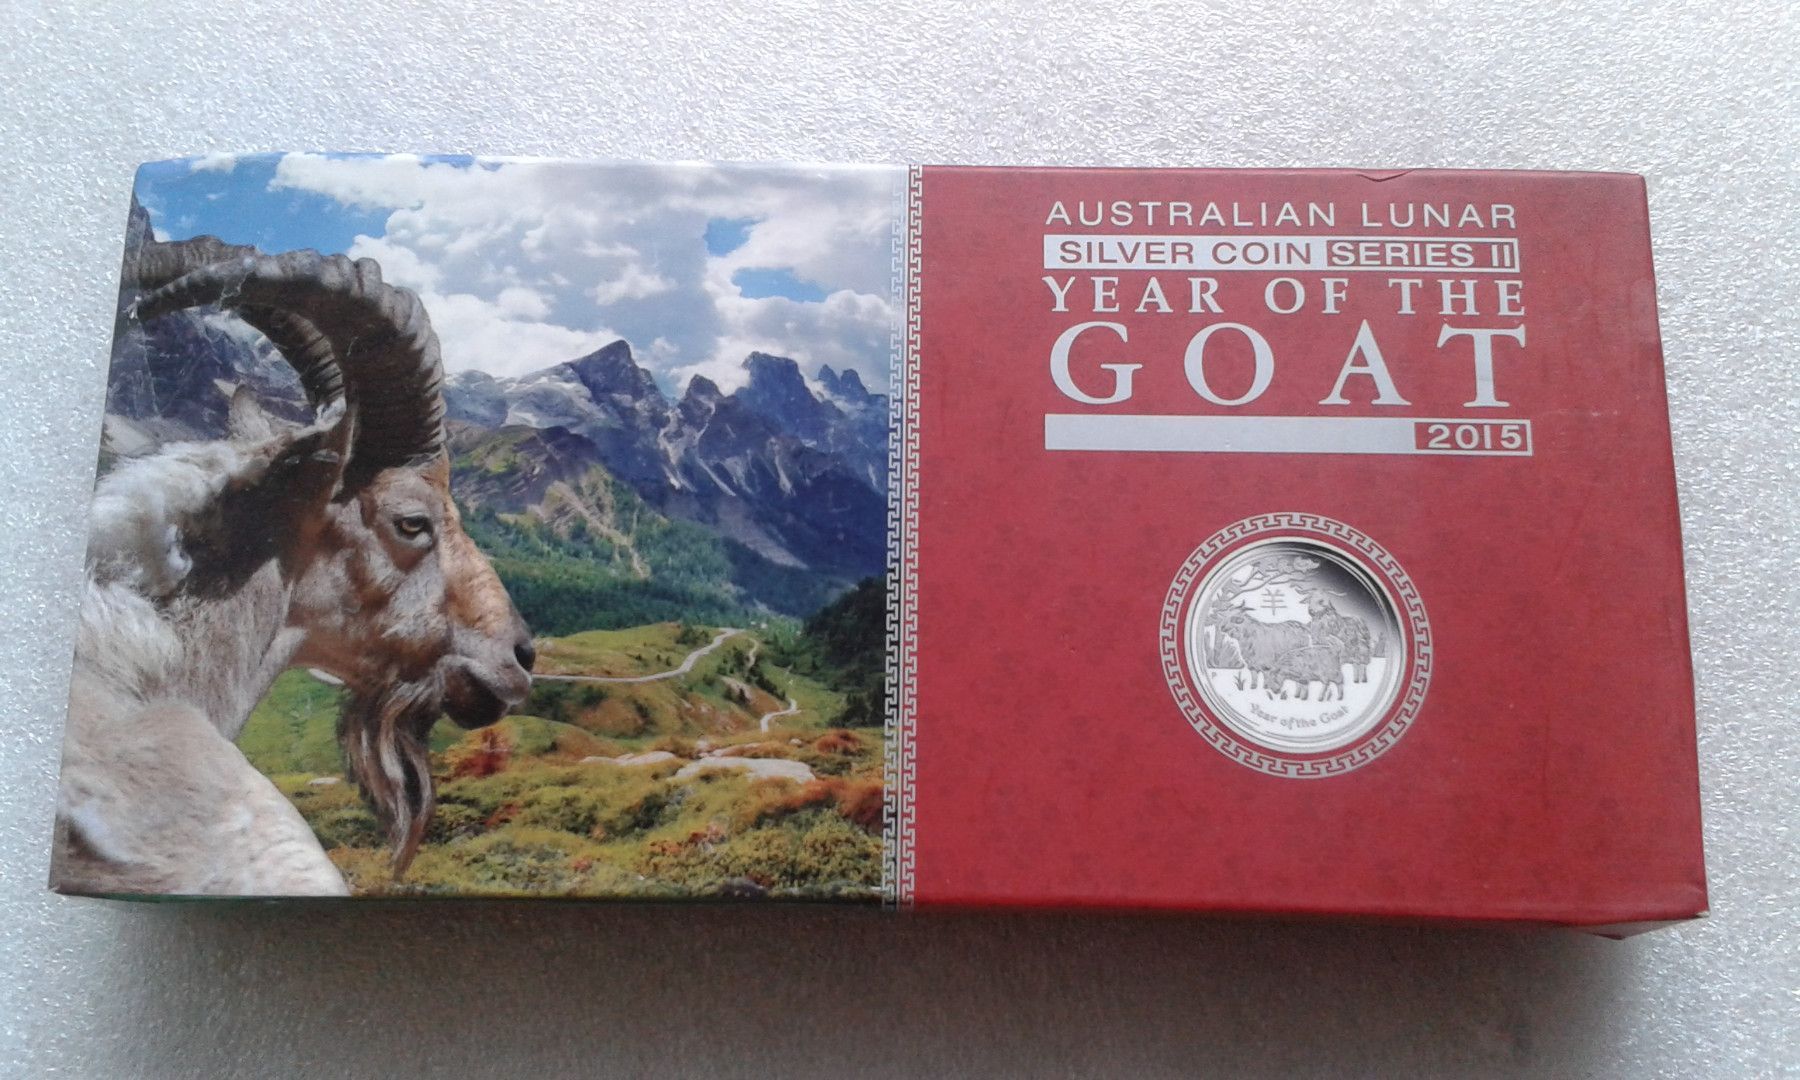 AUSTRALIAN LUNAR
SILVER COIN SERIES II
YEAR OF THE
GOAT
2015
羊
P
Year of the Goat